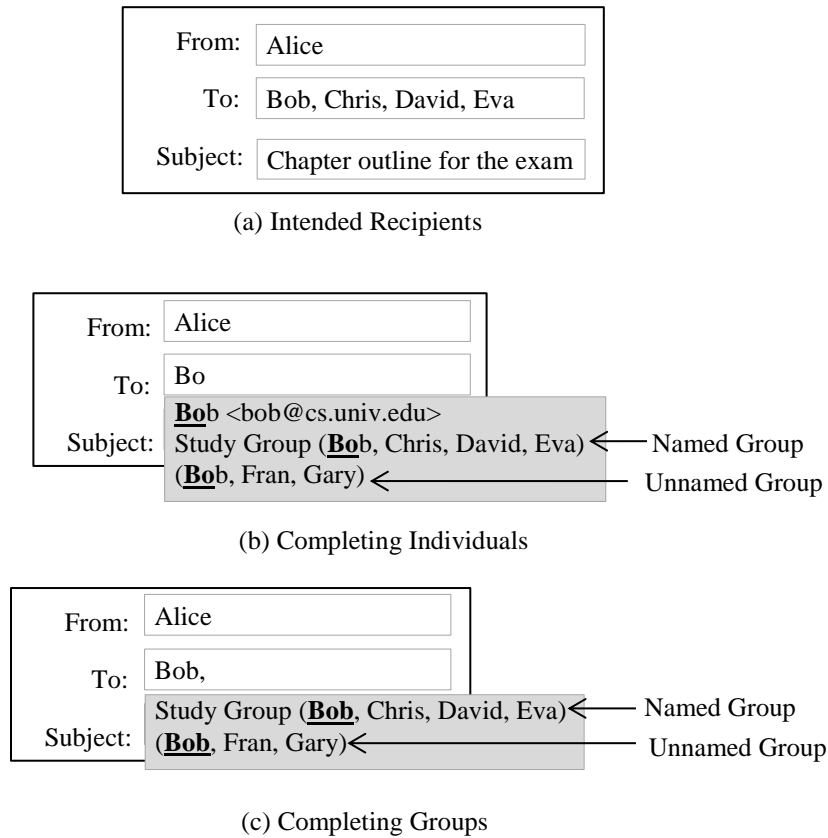 From: Alice
To: Bob, Chris, David, Eva
Subject: Chapter outline for the exam
(a) Intended Recipients
From: Alice
To: Bo
Bob <bob@cs.univ.edu>
Subject: Study Group (Bob, Chris, David, Eva) Named Group
(Bob, Fran, Gary) Unnamed Group
(b) Completing Individuals
From: Alice
To: Bob,
Study Group (Bob, Chris, David, Eva) Named Group
Subject: (Bob, Fran, Gary) Unnamed Group
(c) Completing Groups